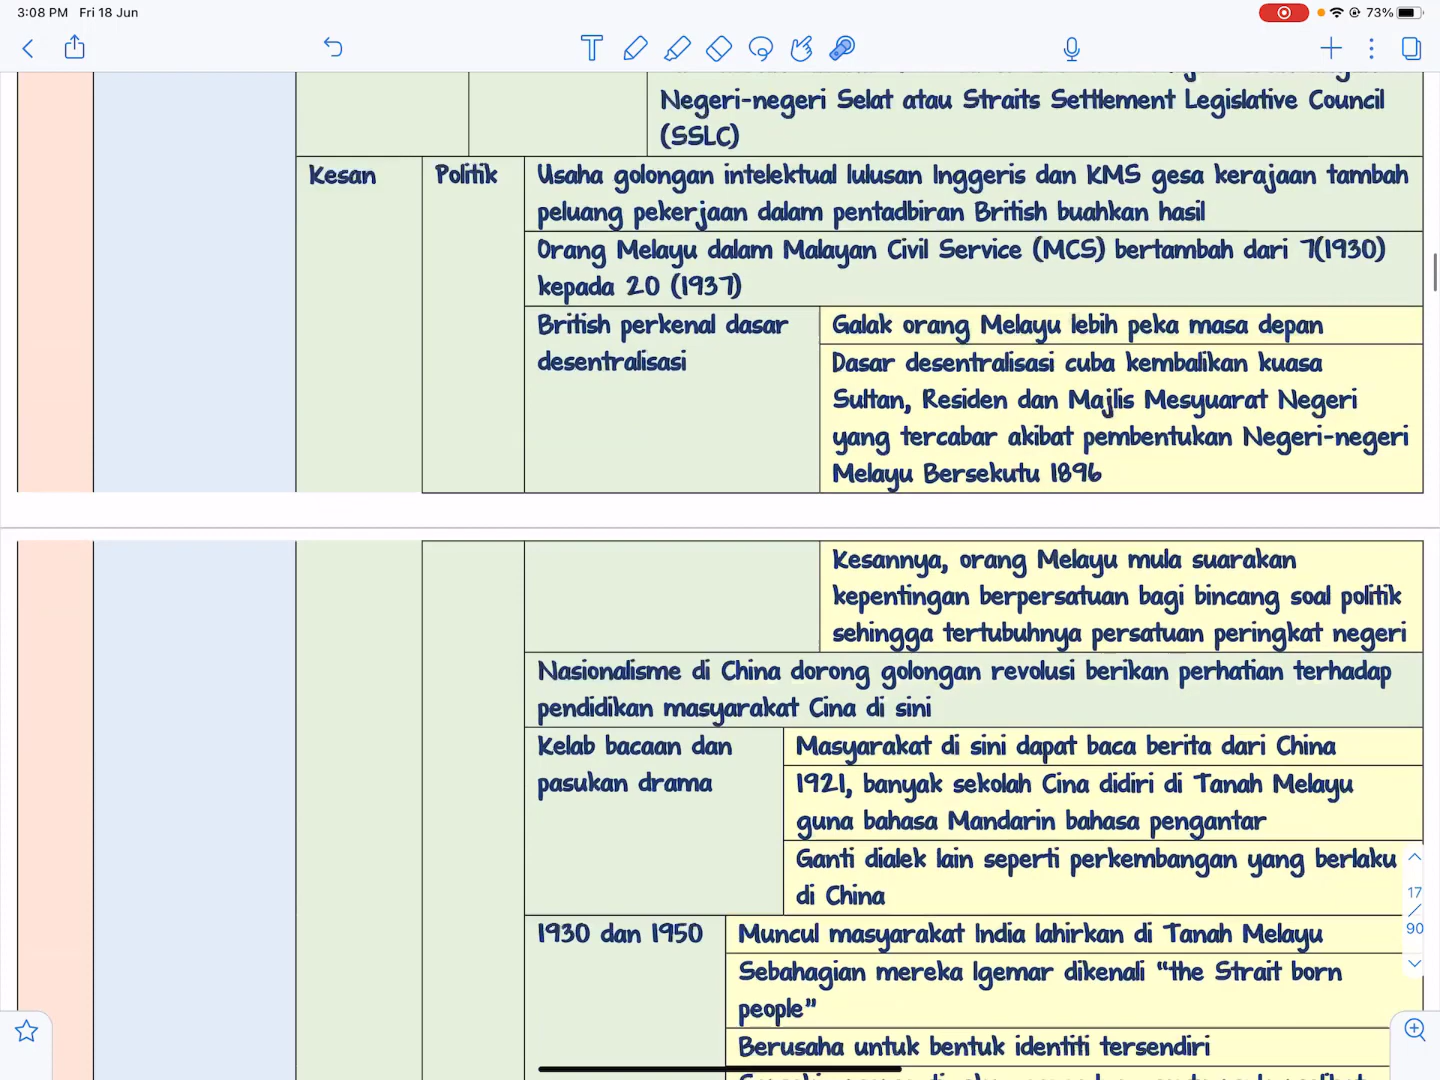 3:08 PM Fri 18 Jun
73%
Negeri-negeri Selat atau Straits Settlement Legislative Council
(SSLC)
Kesan
Politik
Usaha golongan intelektual lulusan Inggeris dan KMS gesa kerajaan tambah
peluang pekerjaan dalam pentadbiran British buahkan hasil
Orang Melayu dalam Malayan Civil Service (MCS) bertambah dari 7(1930)
kepada 20 (1937)
British perkenal dasar
desentralisasi
Galak orang Melayu lebih peka masa depan
Dasar desentralisasi cuba kembalikan kuasa
Sultan, Residen dan Majlis Mesyuarat Negeri
yang tercabar akibat pembentukan Negeri-negeri
Melayu Bersekutu 1896
Kesannya, orang Melayu mula suarakan
kepentingan berpersatuan bagi bincang soal politik
sehingga tertubuhnya persatuan peringkat negeri
Nasionalisme di China dorong golongan revolusi berikan perhatian terhadap
pendidikan masyarakat Cina di sini
Kelab bacaan dan
pasukan drama
Masyarakat di sini dapat baca berita dari China
1921, banyak sekolah Cina didiri di Tanah Melayu
guna bahasa Mandarin bahasa pengantar
Ganti dialek lain seperti perkembangan yang berlaku
di China
17
/
90
1930 dan 1950
Muncul masyarakat India lahirkan di Tanah Melayu
Sebahagian mereka lgemar dikenali “the Strait born
people”
Berusaha untuk bentuk identiti tersendiri